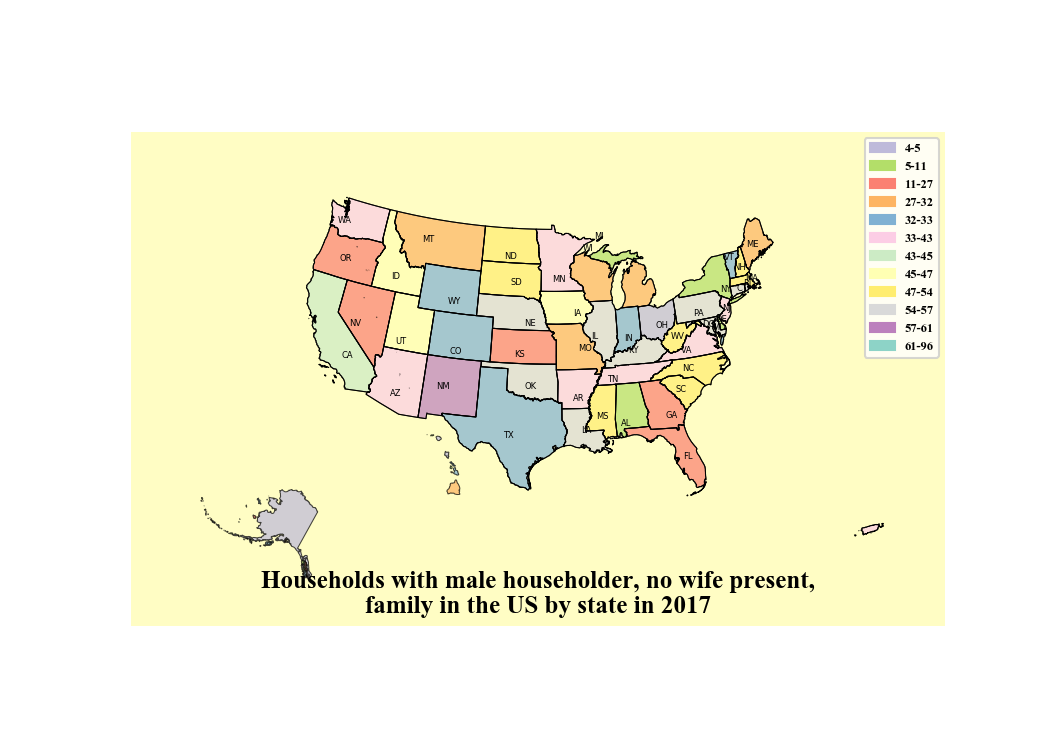 4-5
5-11
11-27
27-32
32-33
33-43
43-45
45-47
47-54
54-57
57-61
61-96
WA
MT
ND
MN
WI
MI
ME
OR
ID
SD
WY
NY
VT
NH
NV
UT
CO
NE
IA
IL
IN
OH
PA
CA
AZ
NM
KS
MO
KY
WV
VA
OK
AR
TN
NC
SC
TX
LA
MS
AL
GA
FL
Households with male householder, no wife present,
family in the US by state in 2017